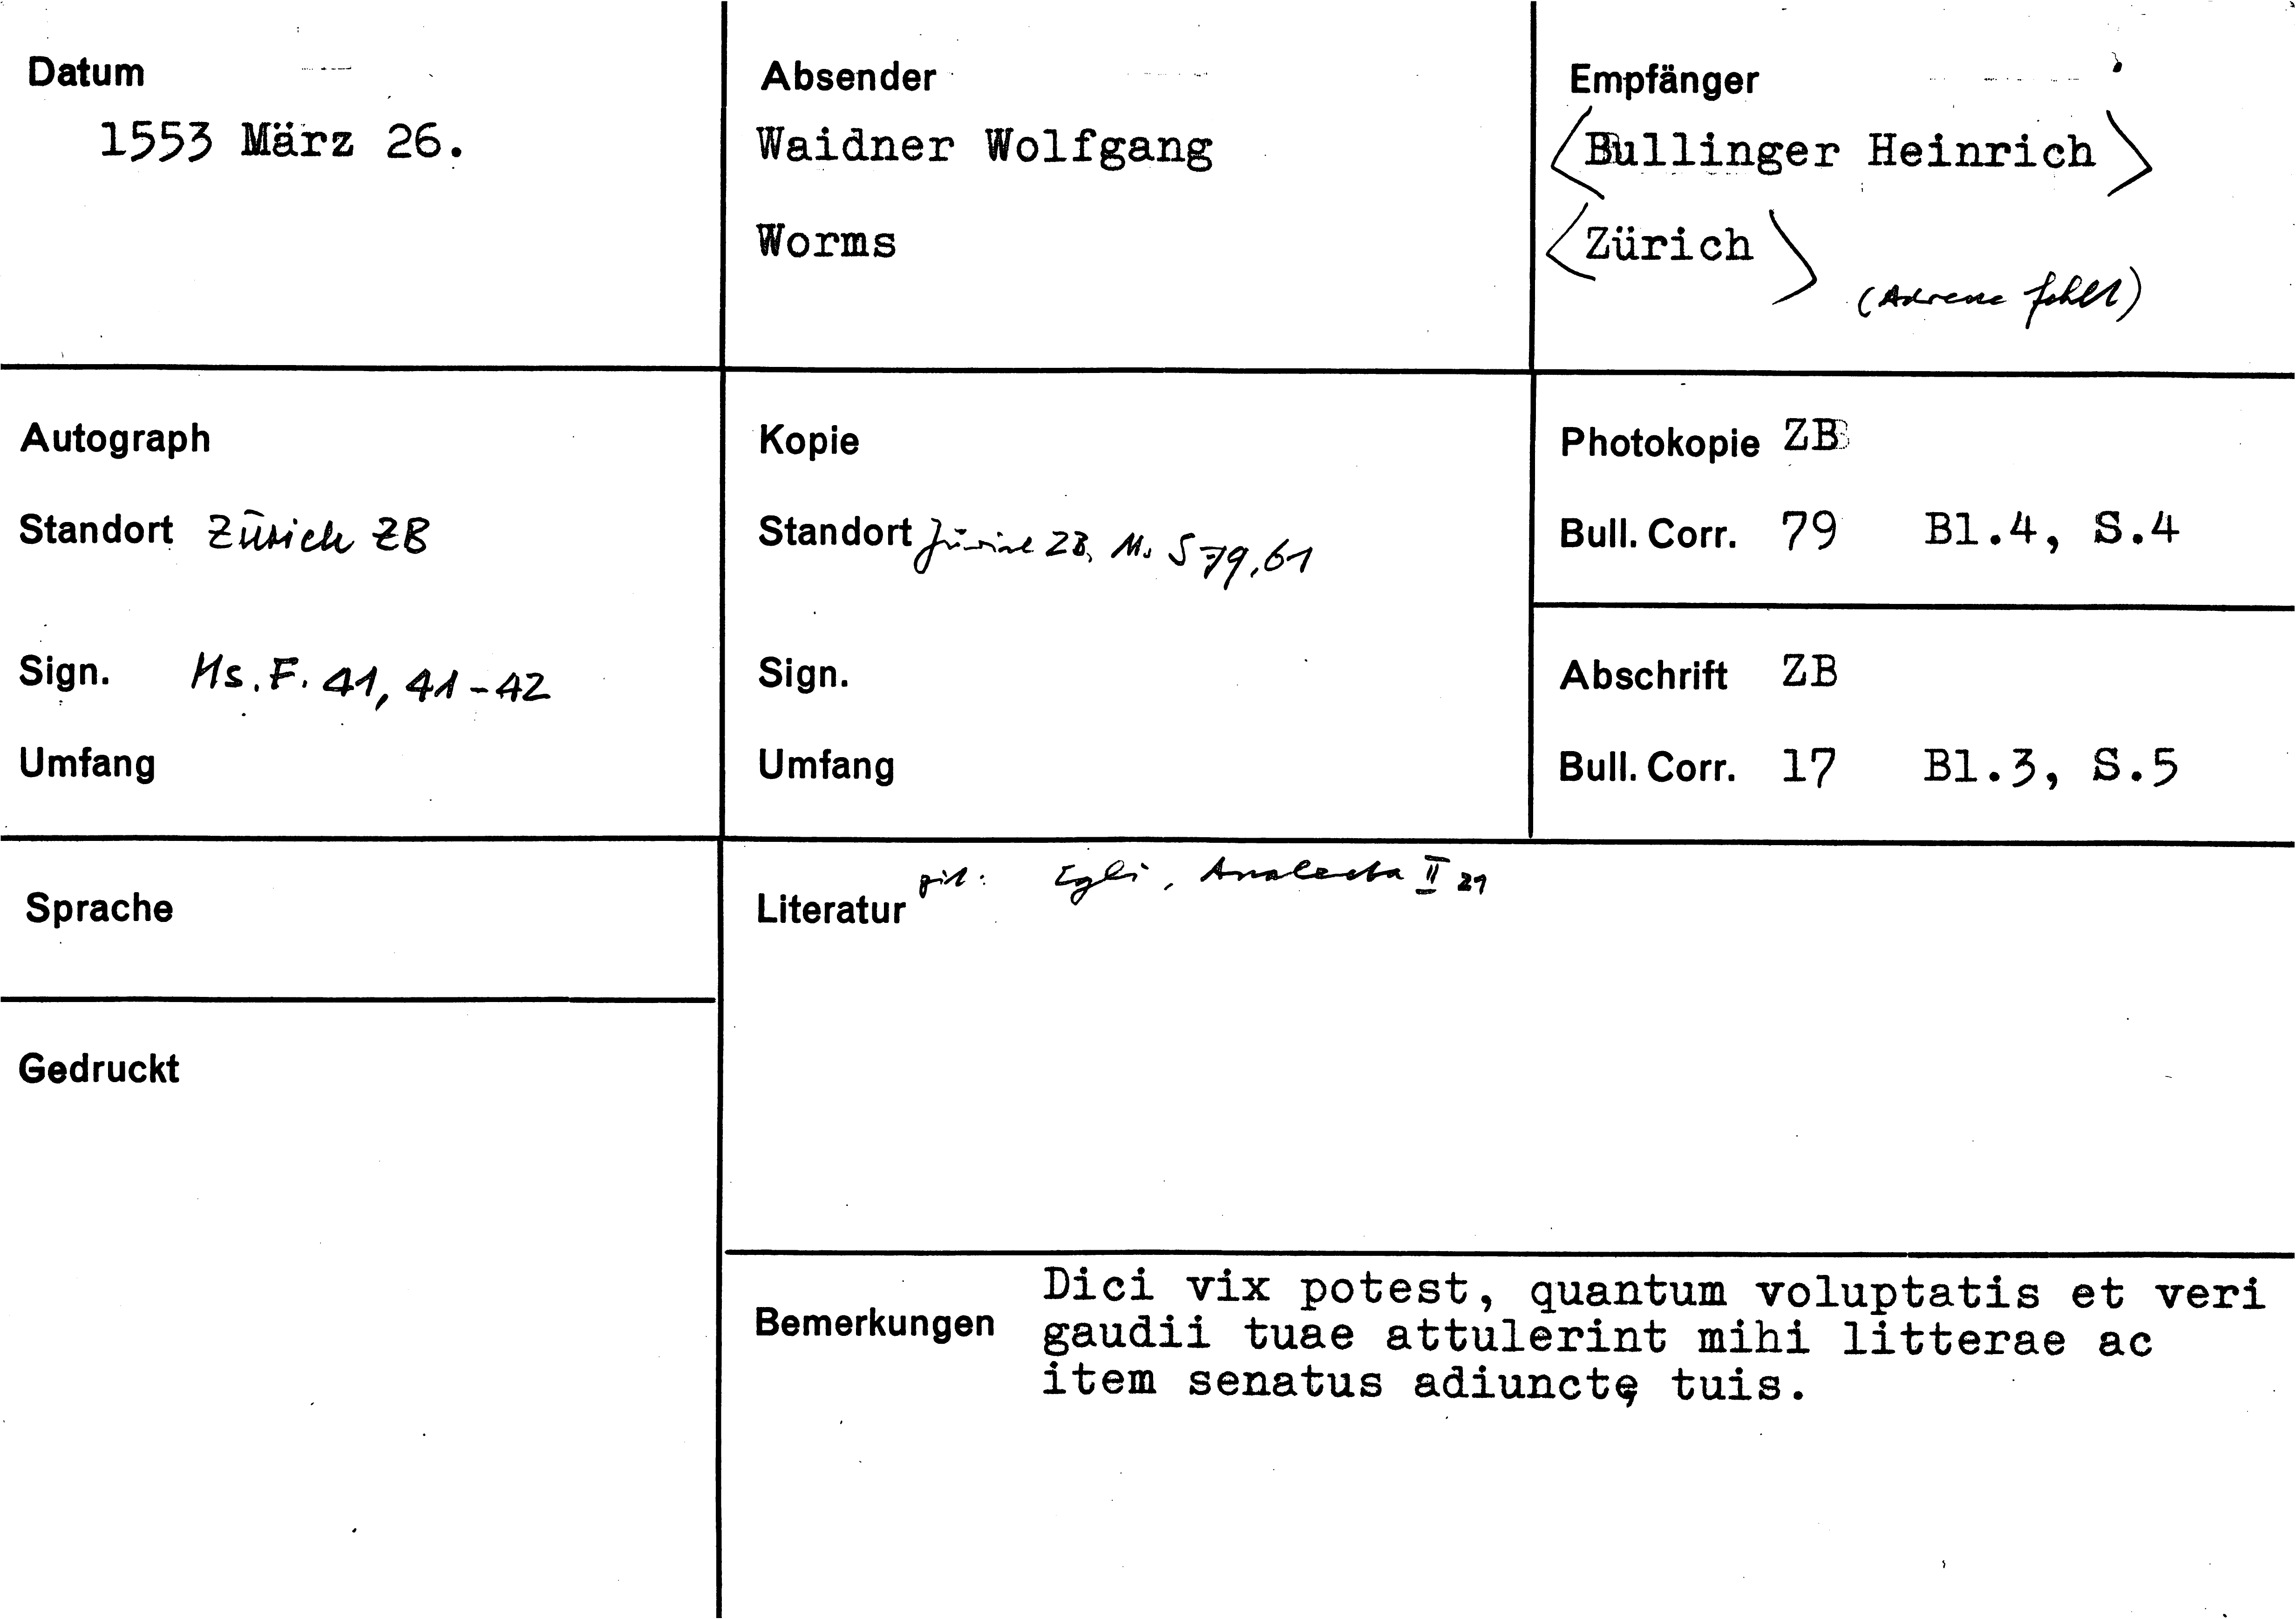 Datum
1553 März 26.
Absender
Waidner Wolfgang
Worms
Empfänger
<Bullinger Heinrich>
<Zürich>
(Adresse fehlt)
Autograph
Standort Zürich ZB
Sign. Hs. F. 41, 41-42
Umfang
Kopie
Standort Zürich ZB, Ms S 79, 61
Sign.
Umfang
Photokopie ZB
Bull. Corr. 79 Bl.4, S.4
Abschrift ZB
Bull. Corr. 17 Bl.3, S.5
Sprache
Gedruckt
Literatur zit: Egli, Analecta II 21
Bemerkungen
Dici vix potest, quantum voluptatis et veri
gaudii tuae attulerint mihi litterae ac
item senatus adiunctę tuis.